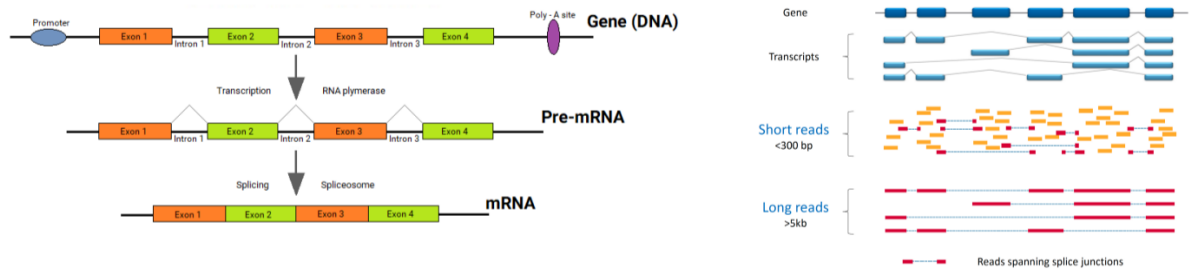 Promoter
Poly - A site
Gene (DNA)
Exon 1
Intron 1
Exon 2
Intron 2
Exon 3
Intron 3
Exon 4
Transcription
RNA plymerase
Pre-mRNA
Exon 1
Intron 1
Exon 2
Intron 2
Exon 3
Intron 3
Exon 4
Splicing
Spliceosome
mRNA
Exon 1
Exon 2
Exon 3
Exon 4
Gene
Transcripts
Short reads
<300 bp
Long reads
>5kb
Reads spanning splice junctions